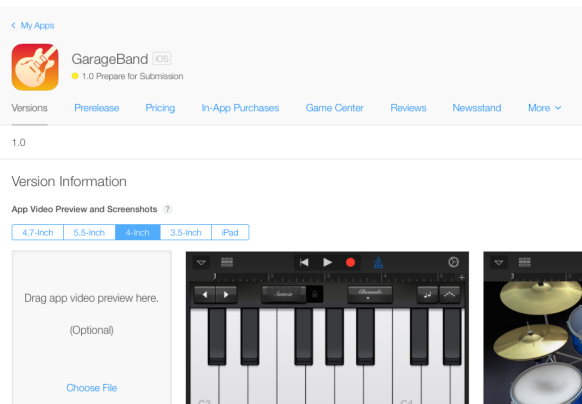 My Apps
GarageBand iOS
1.0 Prepare for Submission
Versions Prerelease Pricing In-App Purchases Game Center Reviews Newsstand More
1.0
Version Information
App Video Preview and Screenshots ?
4.7-Inch 5.5-Inch 4-Inch 3.5-Inch iPad
Drag app video preview here.
(Optional)
Choose File
C3 C4